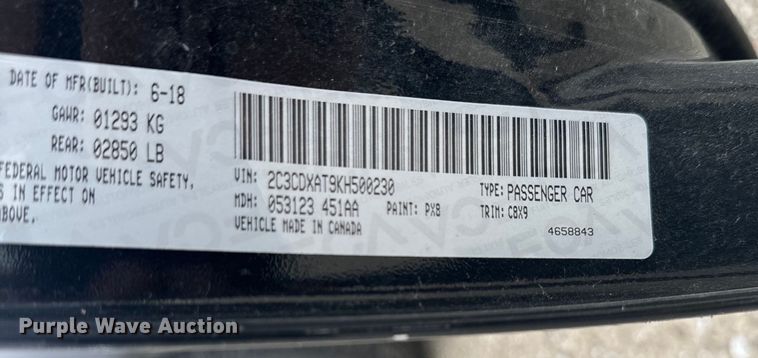 DATE OF MFR(BUILT): 6-18
GAWR: 01293 KG
REAR: 02850 LB
FEDERAL MOTOR VEHICLE SAFETY,
S IN EFFECT ON
ABOVE.
VIN: 2C3CDXAT9KH500230 TYPE: PASSENGER CAR
MDH: 053123 451AA PAINT: PX8 TRIM: C8X9
VEHICLE MADE IN CANADA 4658843
Purple Wave Auction